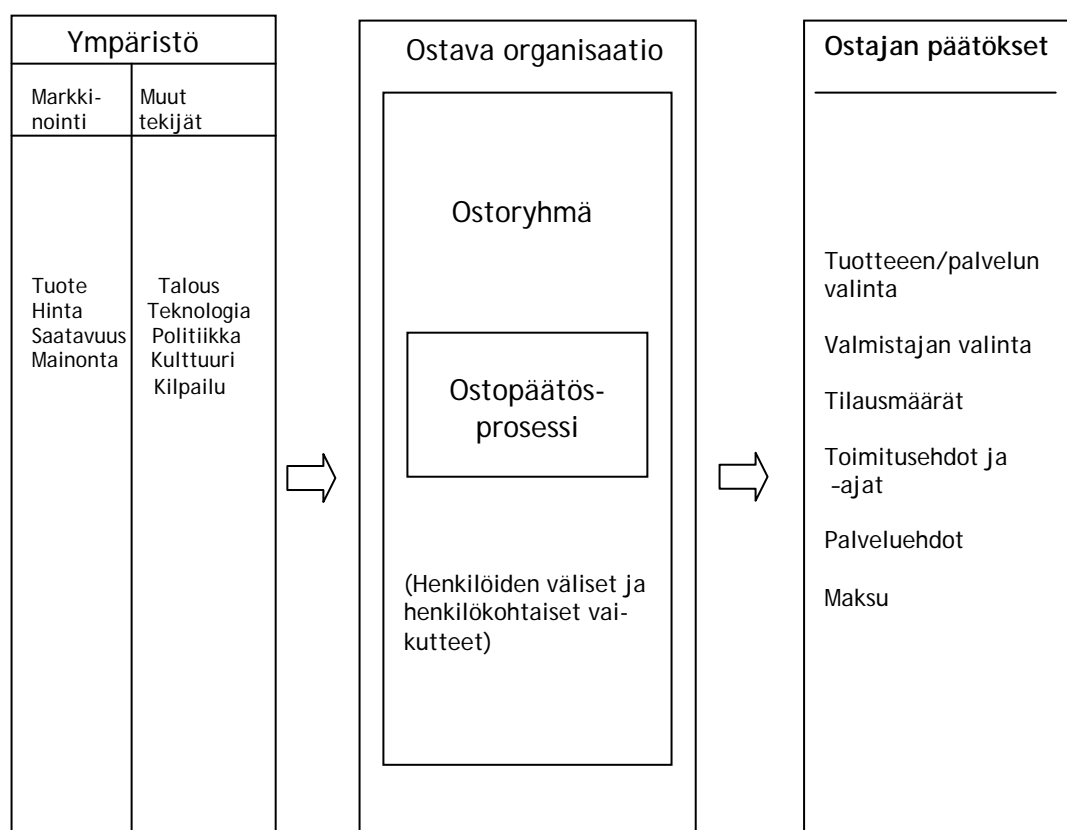 Ympäristö
Markki-
nointi
Muut
tekijät
Tuote
Hinta
Saatavuus
Mainonta
Talous
Teknologia
Politiikka
Kulttuuri
Kilpailu
Ostava organisaatio
Ostoryhmä
Ostopäätös-
prosessi
(Henkilöiden väliset ja
henkilökohtaiset vai-
kutteet)
Ostajan päätökset
Tuotteeen/palvelun
valinta
Valmistajan valinta
Tilausmäärät
Toimitusehdot ja
-ajat
Palveluehdot
Maksu